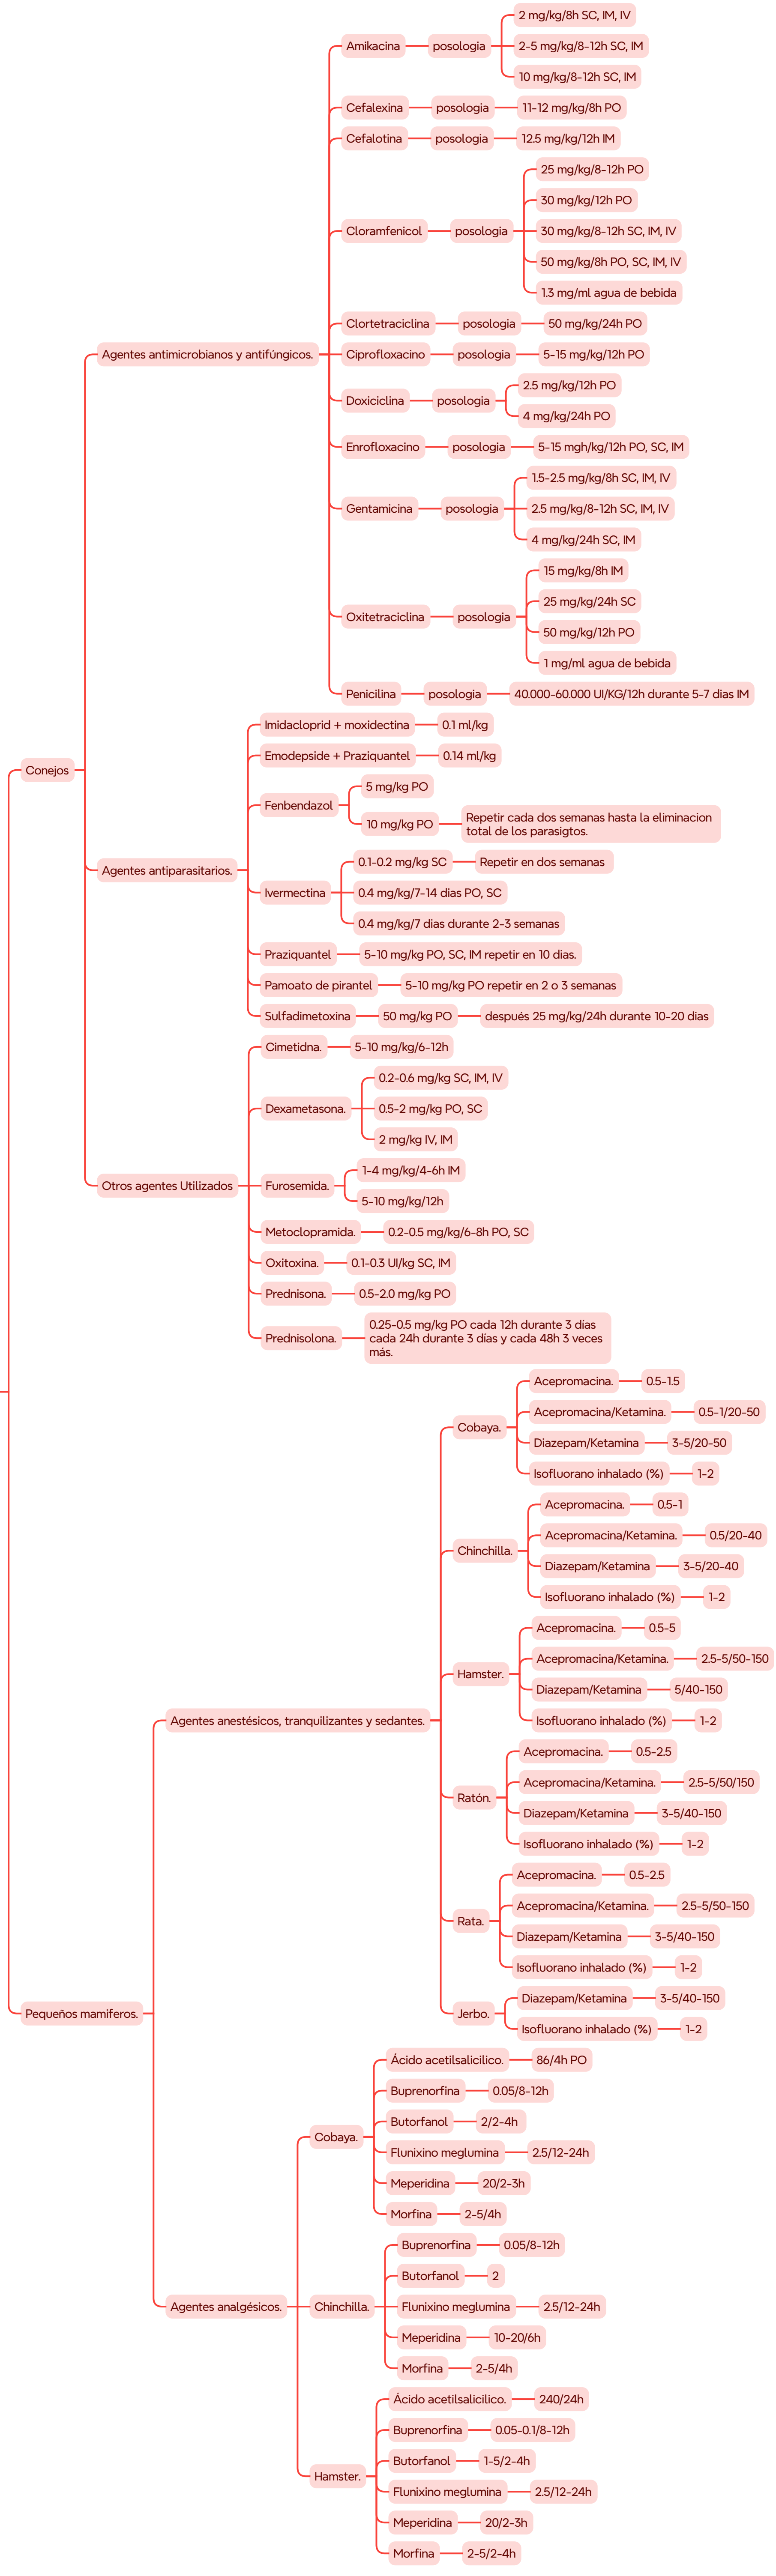 Conejos
Agentes antimicrobianos y antifúngicos.
Amikacina
posologia
2 mg/kg/8h SC, IM, IV
2-5 mg/kg/8-12h SC, IM
10 mg/kg/8-12h SC, IM
Cefalexina
posologia
11-12 mg/kg/8h PO
Cefalotina
posologia
12.5 mg/kg/12h IM
Cloramfenicol
posologia
25 mg/kg/8-12h PO
30 mg/kg/12h PO
30 mg/kg/8-12h SC, IM, IV
50 mg/kg/8h PO, SC, IM, IV
1.3 mg/ml agua de bebida
Clortetraciclina
posologia
50 mg/kg/24h PO
Ciprofloxacino
posologia
5-15 mg/kg/12h PO
Doxiciclina
posologia
2.5 mg/kg/12h PO
4 mg/kg/24h PO
Enrofloxacino
posologia
5-15 mgh/kg/12h PO, SC, IM
Gentamicina
posologia
1.5-2.5 mg/kg/8h SC, IM, IV
2.5 mg/kg/8-12h SC, IM, IV
4 mg/kg/24h SC, IM
Oxitetraciclina
posologia
15 mg/kg/8h IM
25 mg/kg/24h SC
50 mg/kg/12h PO
1 mg/ml agua de bebida
Penicilina
posologia
40.000-60.000 UI/KG/12h durante 5-7 dias IM
Agentes antiparasitarios.
Imidacloprid + moxidectina
0.1 ml/kg
Emodepside + Praziquantel
0.14 ml/kg
Fenbendazol
5 mg/kg PO
10 mg/kg PO
Repetir cada dos semanas hasta la eliminacion
total de los parasigtos.
Ivermectina
0.1-0.2 mg/kg SC
Repetir en dos semanas
0.4 mg/kg/7-14 dias PO, SC
0.4 mg/kg/7 dias durante 2-3 semanas
Praziquantel
5-10 mg/kg PO, SC, IM repetir en 10 dias.
Pamoato de pirantel
5-10 mg/kg PO repetir en 2 o 3 semanas
Sulfadimetoxina
50 mg/kg PO
después 25 mg/kg/24h durante 10-20 dias
Otros agentes Utilizados
Cimetidna.
5-10 mg/kg/6-12h
Dexametasona.
0.2-0.6 mg/kg SC, IM, IV
0.5-2 mg/kg PO, SC
2 mg/kg IV, IM
Furosemida.
1-4 mg/kg/4-6h IM
5-10 mg/kg/12h
Metoclopramida.
0.2-0.5 mg/kg/6-8h PO, SC
Oxitoxina.
0.1-0.3 UI/kg SC, IM
Prednisona.
0.5-2.0 mg/kg PO
Prednisolona.
0.25-0.5 mg/kg PO cada 12h durante 3 días
cada 24h durante 3 días y cada 48h 3 veces
más.
Pequeños mamiferos.
Agentes anestésicos, tranquilizantes y sedantes.
Cobaya.
Acepromacina.
0.5-1.5
Acepromacina/Ketamina.
0.5-1/20-50
Diazepam/Ketamina
3-5/20-50
Isofluorano inhalado (%)
1-2
Chinchilla.
Acepromacina.
0.5-1
Acepromacina/Ketamina.
0.5/20-40
Diazepam/Ketamina
3-5/20-40
Isofluorano inhalado (%)
1-2
Hamster.
Acepromacina.
0.5-5
Acepromacina/Ketamina.
2.5-5/50-150
Diazepam/Ketamina
5/40-150
Isofluorano inhalado (%)
1-2
Ratón.
Acepromacina.
0.5-2.5
Acepromacina/Ketamina.
2.5-5/50/150
Diazepam/Ketamina
3-5/40-150
Isofluorano inhalado (%)
1-2
Rata.
Acepromacina.
0.5-2.5
Acepromacina/Ketamina.
2.5-5/50-150
Diazepam/Ketamina
3-5/40-150
Isofluorano inhalado (%)
1-2
Jerbo.
Diazepam/Ketamina
3-5/40-150
Isofluorano inhalado (%)
1-2
Agentes analgésicos.
Cobaya.
Ácido acetilsalicilico.
86/4h PO
Buprenorfina
0.05/8-12h
Butorfanol
2/2-4h
Flunixino meglumina
2.5/12-24h
Meperidina
20/2-3h
Morfina
2-5/4h
Chinchilla.
Buprenorfina
0.05/8-12h
Butorfanol
2
Flunixino meglumina
2.5/12-24h
Meperidina
10-20/6h
Morfina
2-5/4h
Hamster.
Ácido acetilsalicilico.
240/24h
Buprenorfina
0.05-0.1/8-12h
Butorfanol
1-5/2-4h
Flunixino meglumina
2.5/12-24h
Meperidina
20/2-3h
Morfina
2-5/2-4h